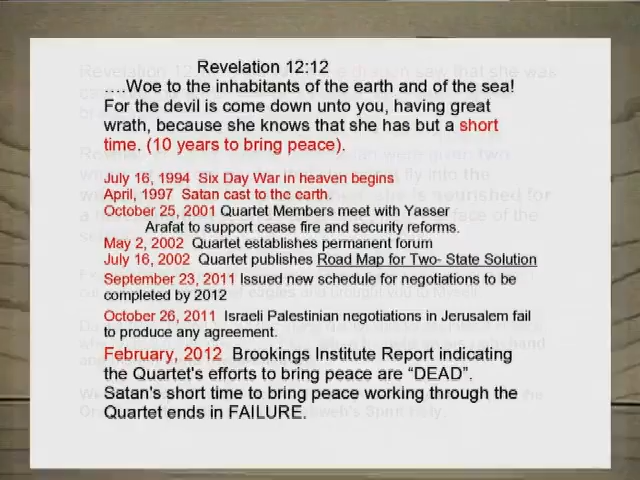 Revelation 12:12
....Woe to the inhabitants of the earth and of the sea!
For the devil is come down unto you, having great
wrath, because she knows that she has but a short
time. (10 years to bring peace).
July 16, 1994 Six Day War in heaven begins
April, 1997 Satan cast to the earth.
October 25, 2001 Quartet Members meet with Yasser
Arafat to support cease fire and security reforms.
May 2, 2002 Quartet establishes permanent forum
July 16, 2002 Quartet publishes Road Map for Two- State Solution
September 23, 2011 Issued new schedule for negotiations to be
completed by 2012
October 26, 2011 Israeli Palestinian negotiations in Jerusalem fail
to produce any agreement.
February, 2012 Brookings Institute Report indicating
the Quartet's efforts to bring peace are “DEAD”.
Satan's short time to bring peace working through the
Quartet ends in FAILURE.